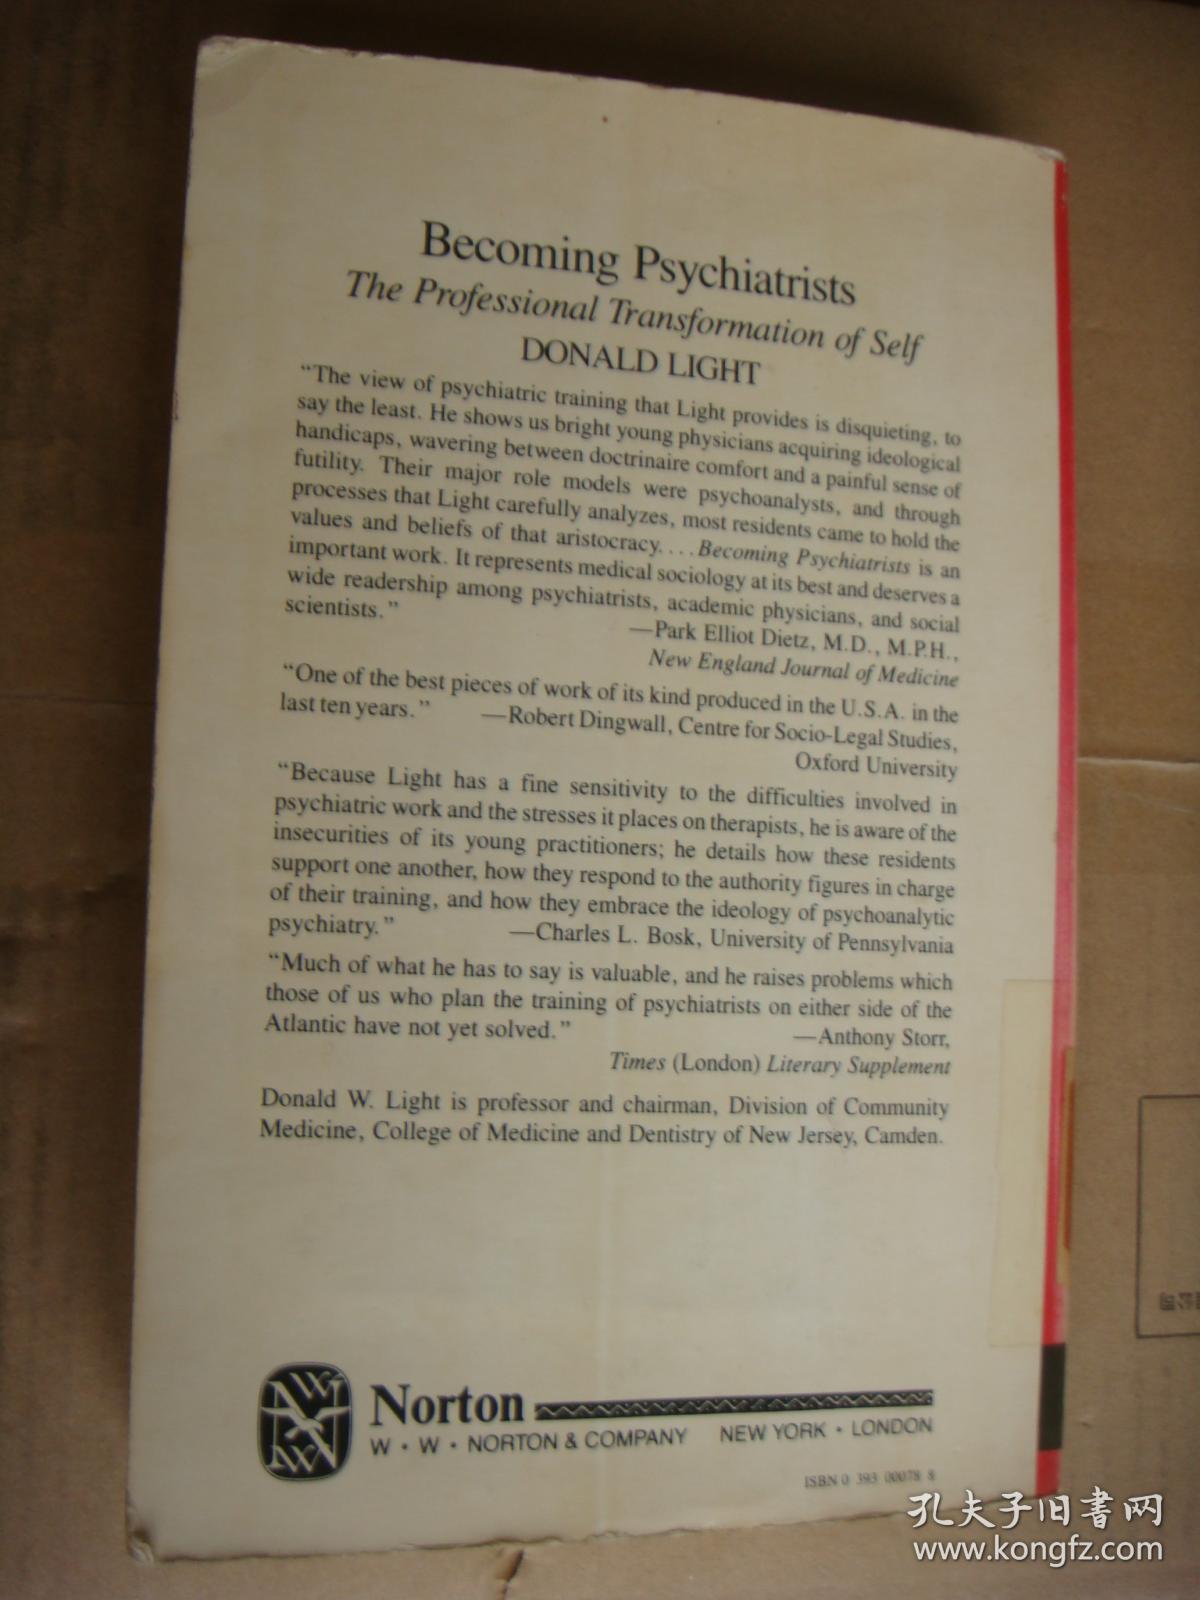 Becoming Psychiatrists
The Professional Transformation of Self
DONALD LIGHT
“The view of psychiatric training that Light provides is disquieting, to
say the least. He shows us bright young physicians acquiring ideological
handicaps, wavering between doctrinaire comfort and a painful sense of
futility. Their major role models were psychoanalysts, and through
processes that Light carefully analyzes, most residents came to hold the
values and beliefs of that aristocracy. . . . Becoming Psychiatrists is an
important work. It represents medical sociology at its best and deserves a
wide readership among psychiatrists, academic physicians, and social
scientists.”
—Park Elliot Dietz, M.D., M.P.H.,
New England Journal of Medicine
“One of the best pieces of work of its kind produced in the U.S.A. in the
last ten years.” —Robert Dingwall, Centre for Socio-Legal Studies,
Oxford University
“Because Light has a fine sensitivity to the difficulties involved in
psychiatric work and the stresses it places on therapists, he is aware of the
insecurities of its young practitioners; he details how these residents
support one another, how they respond to the authority figures in charge
of their training, and how they embrace the ideology of psychoanalytic
psychiatry.” —Charles L. Bosk, University of Pennsylvania
“Much of what he has to say is valuable, and he raises problems which
those of us who plan the training of psychiatrists on either side of the
Atlantic have not yet solved.” —Anthony Storr,
Times (London) Literary Supplement
Donald W. Light is professor and chairman, Division of Community
Medicine, College of Medicine and Dentistry of New Jersey, Camden.
Norton
W · W · NORTON & COMPANY NEW YORK · LONDON
ISBN 0 393 00078 8
孔夫子旧书网
www.kongfz.com